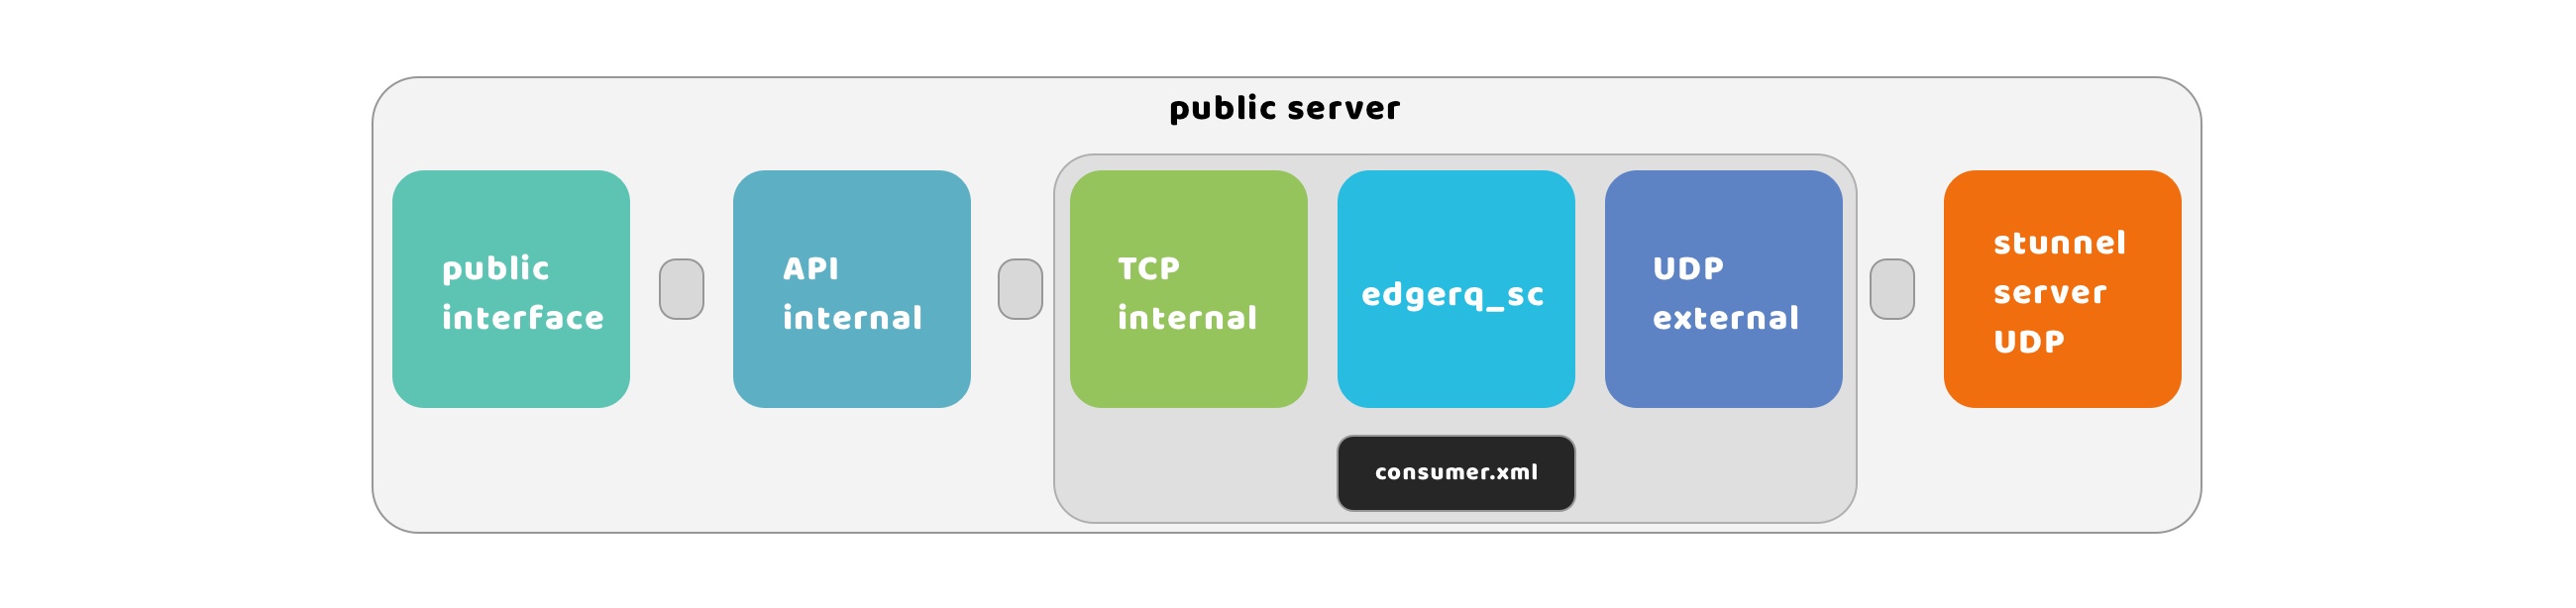 public server
public
interface
API
internal
TCP
internal
edgerq_sc
UDP
external
stunnel
server
UDP
consumer.xml